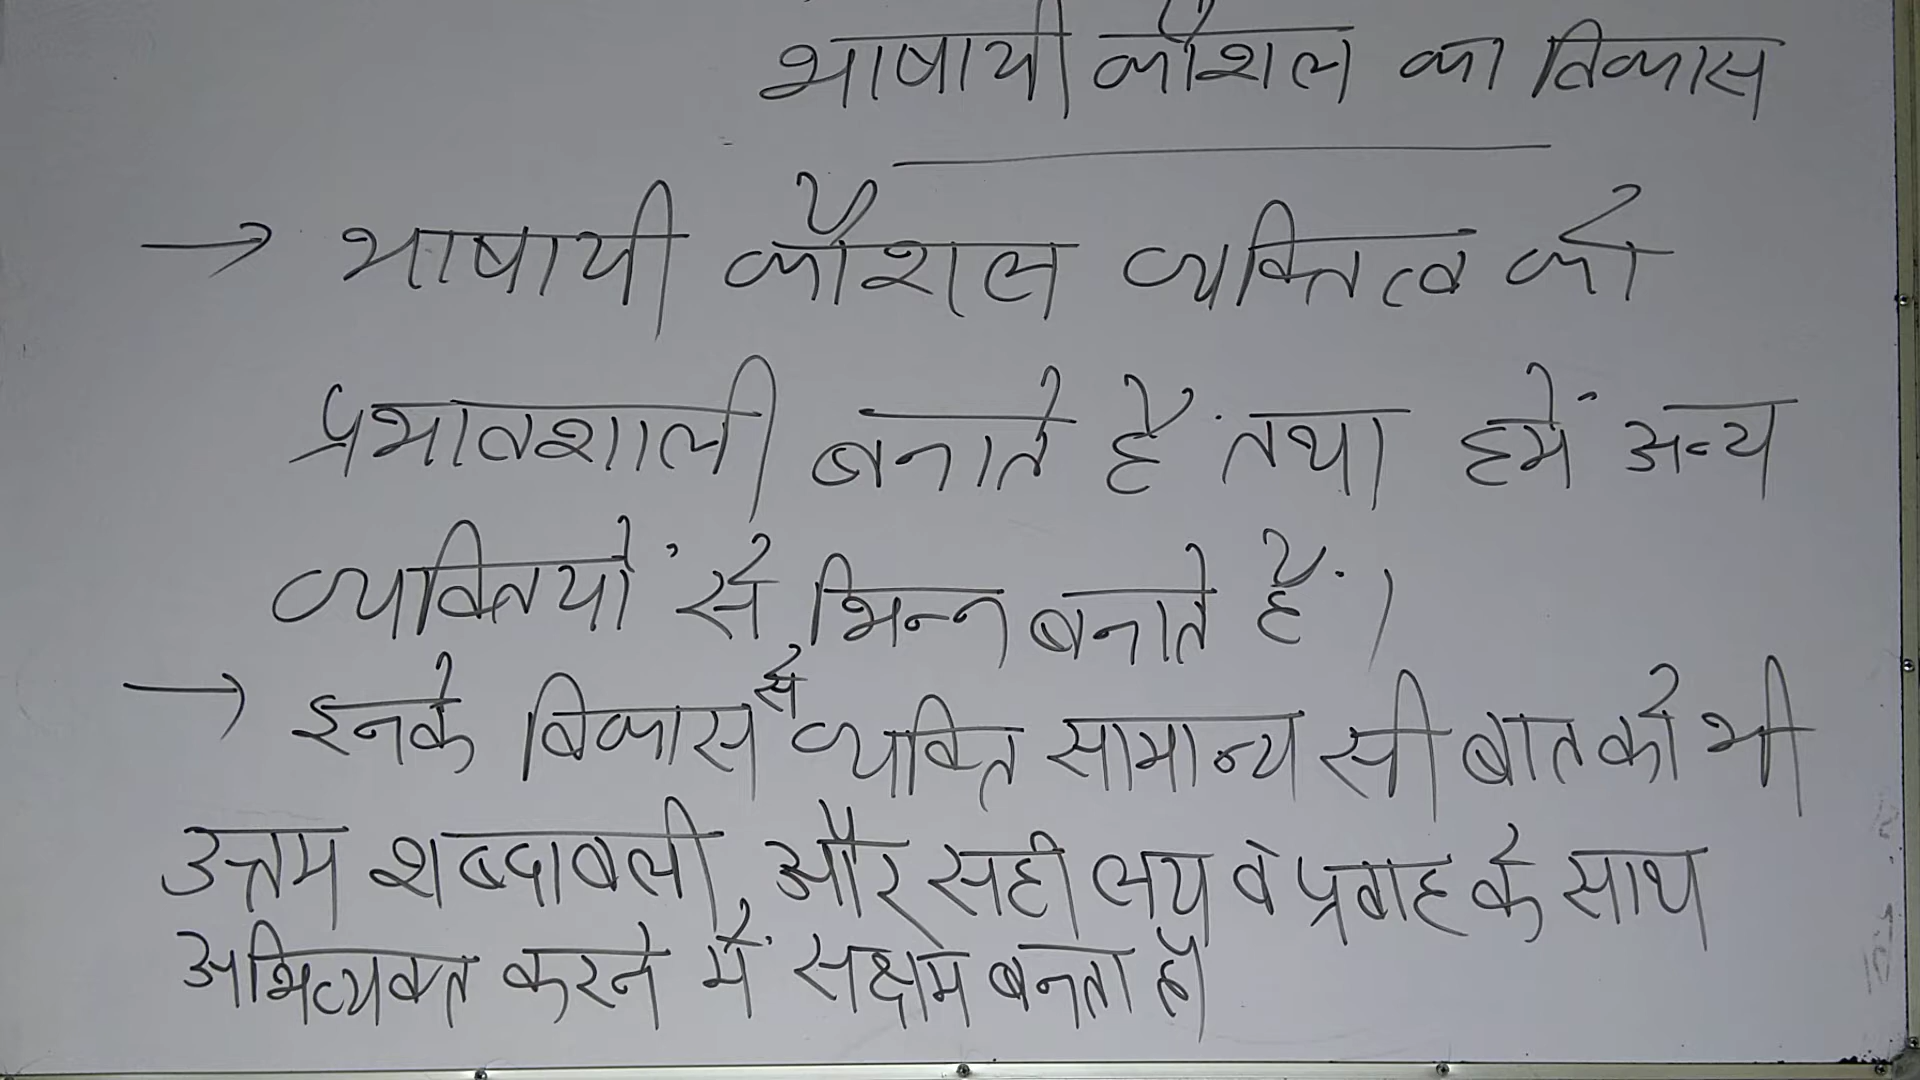 भाषायी कौशल का विकास
→ भाषायी कौशल व्यक्तित्व को
प्रभावशाली बनाते हैं तथा हमें अन्य
व्यक्तियों से भिन्न बनाते हैं।
→ इनके विकास से व्यक्ति सामान्य सी बात को भी
उत्तम शब्दावली, और सही लय व प्रवाह के साथ
अभिव्यक्त करने में सक्षम बनता है।